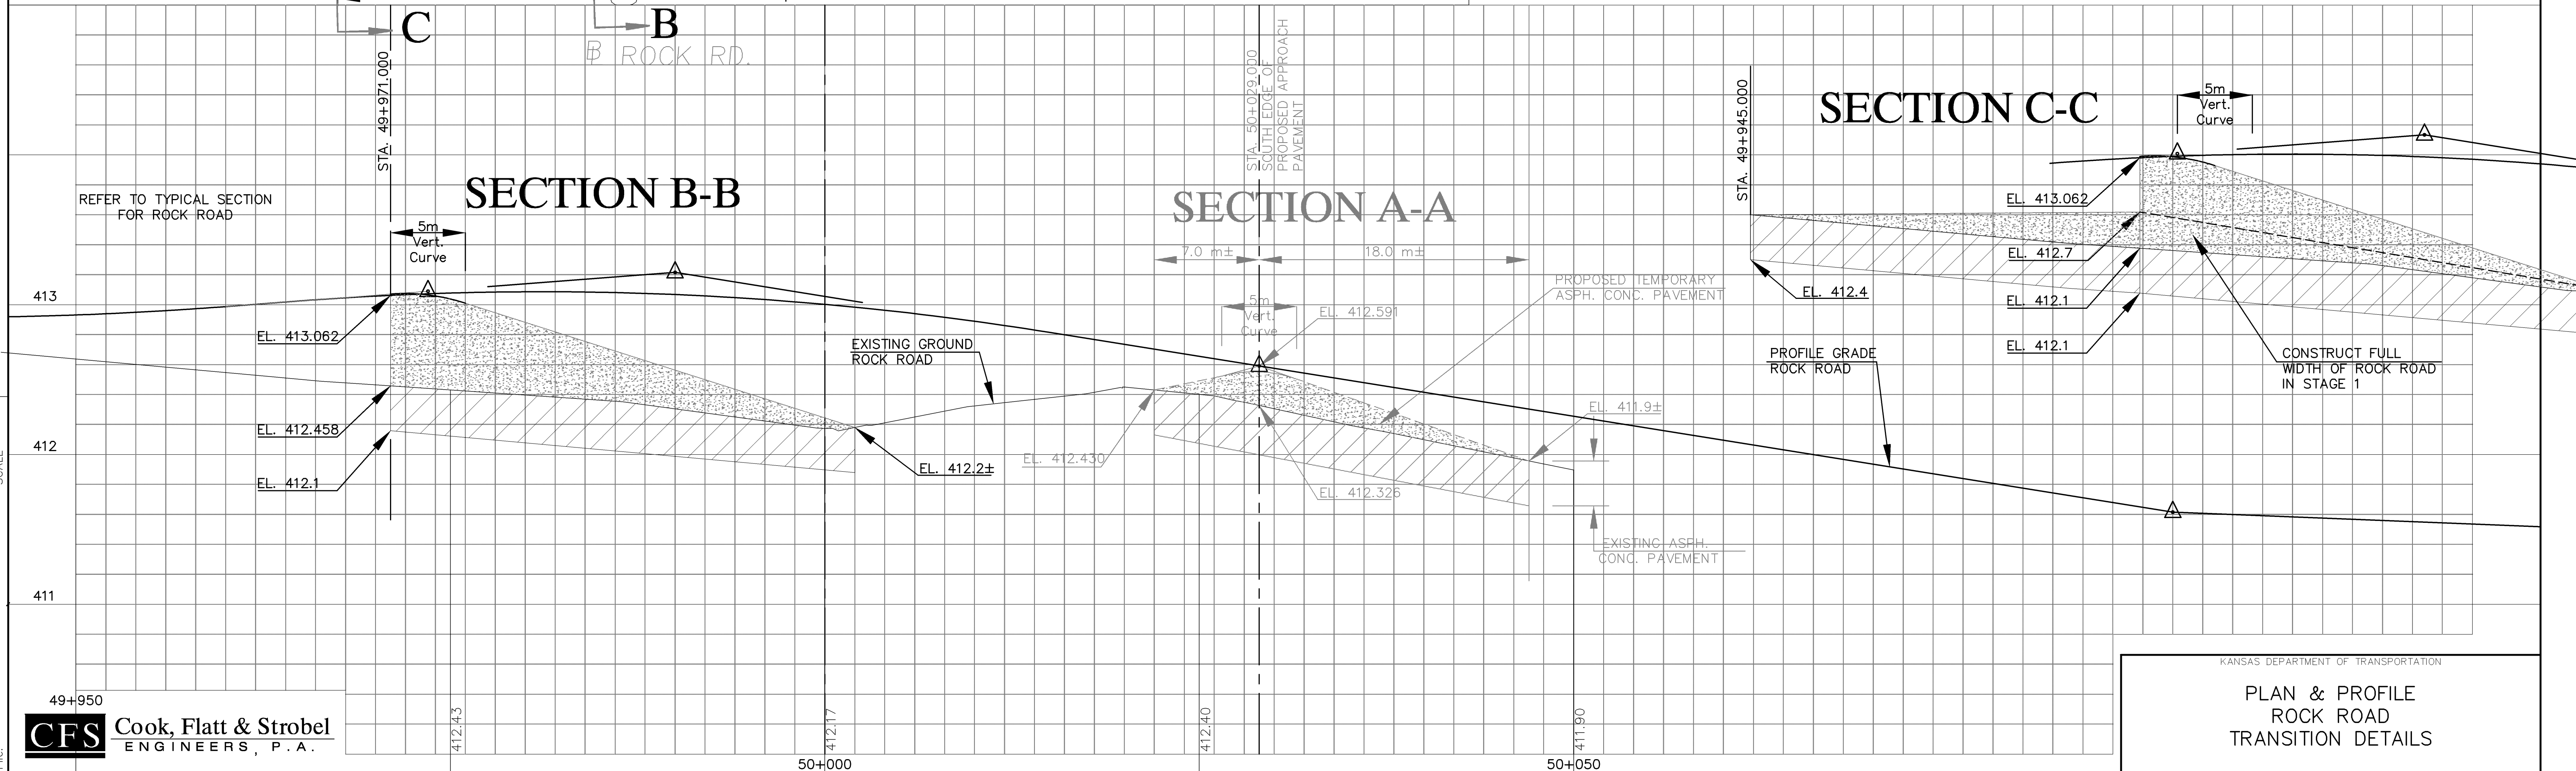 C
B
ROCK RD.
STA. 49+971.000
STA. 50+029.000
SOUTH EDGE OF
PROPOSED APPROACH
PAVEMENT
STA. 49+945.000
SECTION C-C
5m
Vert.
Curve
REFER TO TYPICAL SECTION
FOR ROCK ROAD
SECTION B-B
SECTION A-A
EL. 413.062
5m
Vert.
Curve
7.0 m±
18.0 m±
EL. 412.7
PROPOSED TEMPORARY
ASPH. CONC. PAVEMENT
EL. 412.4
EL. 412.1
413
5m
Vert.
Curve
EL. 412.591
EL. 413.062
EXISTING GROUND
ROCK ROAD
PROFILE GRADE
ROCK ROAD
EL. 412.1
CONSTRUCT FULL
WIDTH OF ROCK ROAD
IN STAGE 1
EL. 411.9±
EL. 412.458
412
EL. 412.430
EL. 412.2±
EL. 412.1
EL. 412.326
EXISTING ASPH.
CONC. PAVEMENT
411
KANSAS DEPARTMENT OF TRANSPORTATION
PLAN & PROFILE
ROCK ROAD
TRANSITION DETAILS
49+950
CFS Cook, Flatt & Strobel
ENGINEERS, P.A.
412.43
412.17
412.40
411.90
50+000
50+050